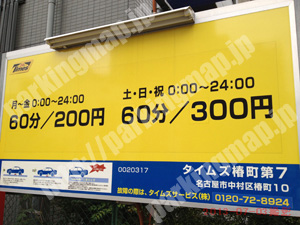 Times
月～金 0:00～24:00
60分／200円
土・日・祝 0:00～24:00
60分／300円
0020317
タイムズ椿町第7
名古屋市中村区椿町10
故障の際は、タイムズサービス(株) 0120-72-8924
parkingmap.jp